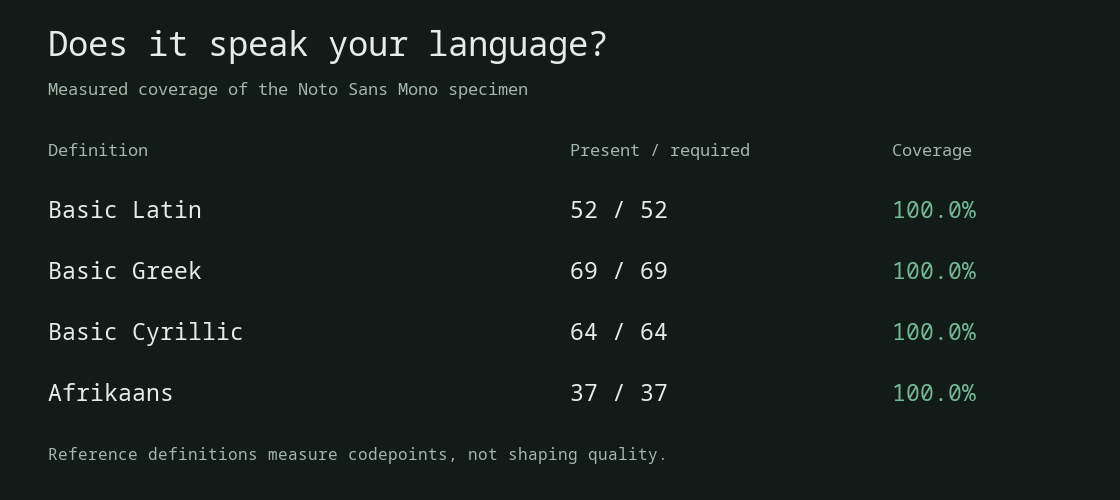 Does it speak your language?
Measured coverage of the Noto Sans Mono specimen
Definition Present / required Coverage
Basic Latin 52 / 52 100.0%
Basic Greek 69 / 69 100.0%
Basic Cyrillic 64 / 64 100.0%
Afrikaans 37 / 37 100.0%
Reference definitions measure codepoints, not shaping quality.